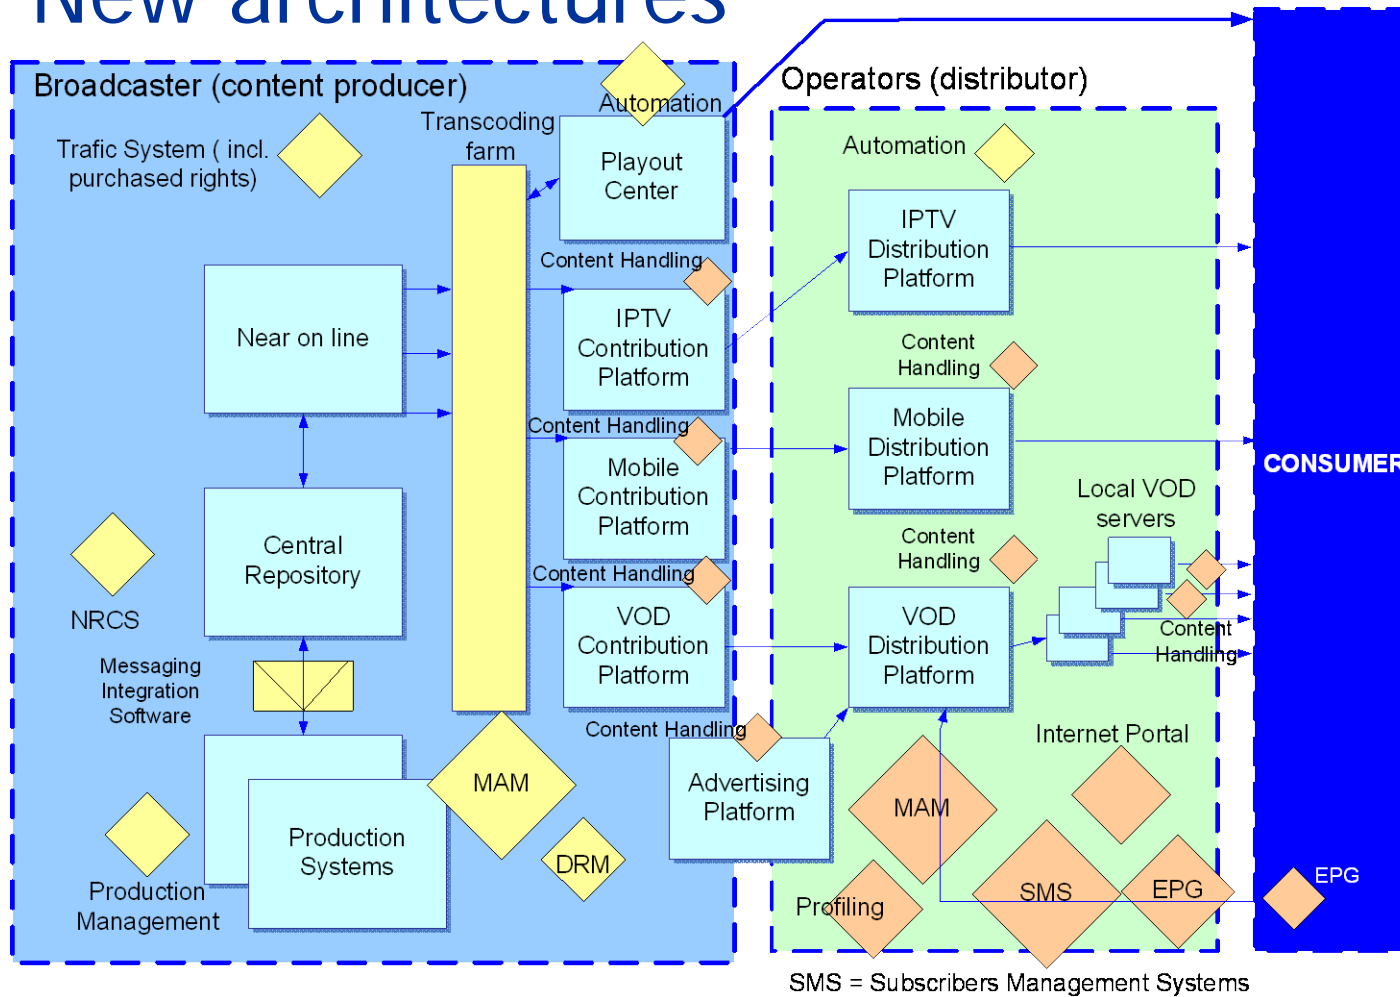 New architectures
Broadcaster (content producer)
Operators (distributor)
Automation
Transcoding
farm
Trafic System ( incl.
purchased rights)
Playout
Center
Automation
IPTV
Distribution
Platform
Content Handling
Near on line
IPTV
Contribution
Platform
Content
Handling
Content Handling
Mobile
Distribution
Platform
Mobile
Contribution
Platform
CONSUMER
Local VOD
servers
Central
Repository
Content
Handling
Content Handling
NRCS
VOD
Contribution
Platform
VOD
Distribution
Platform
Content
Handling
Messaging
Integration
Software
Content Handling
Internet Portal
MAM
Advertising
Platform
MAM
Production
Systems
DRM
Production
Management
Profiling
SMS
EPG
EPG
SMS = Subscribers Management Systems